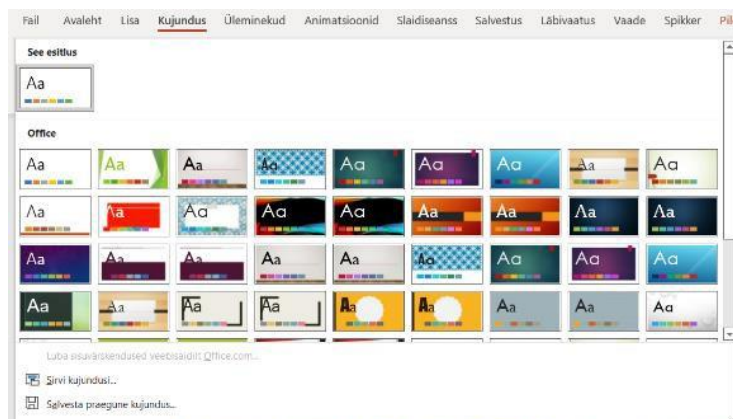 Fail Avaleht Lisa Kujundus Üleminekud Animatsioonid Slaidiseanss Salvestus Läbivaatus Vaade Spikker
See esitlus
Aa
Office
Aa Aa Aa Aa Aa Aa Aa Aa Aa
Aa Aa Aa Aa Aa Aa Aa Aa Aa
Aa Aa Aa Aa Aa Aa Aa Aa Aa
Aa Aa Aa Aa Aa Aa Aa Aa Aa
Luba sisuvärskendused veebisaidilt Office.com...
Sirvi kujundusi...
Salvesta praegune kujundus...